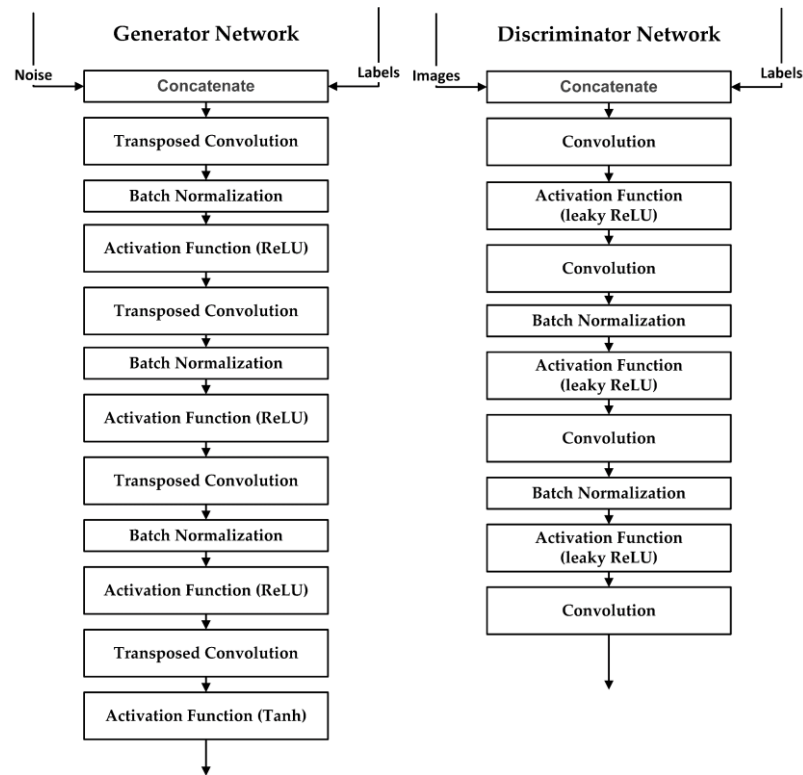 Generator Network
Noise
Labels
Concatenate
Transposed Convolution
Batch Normalization
Activation Function (ReLU)
Transposed Convolution
Batch Normalization
Activation Function (ReLU)
Transposed Convolution
Batch Normalization
Activation Function (ReLU)
Transposed Convolution
Activation Function (Tanh)
Discriminator Network
Images
Labels
Concatenate
Convolution
Activation Function
(leaky ReLU)
Convolution
Batch Normalization
Activation Function
(leaky ReLU)
Convolution
Batch Normalization
Activation Function
(leaky ReLU)
Convolution